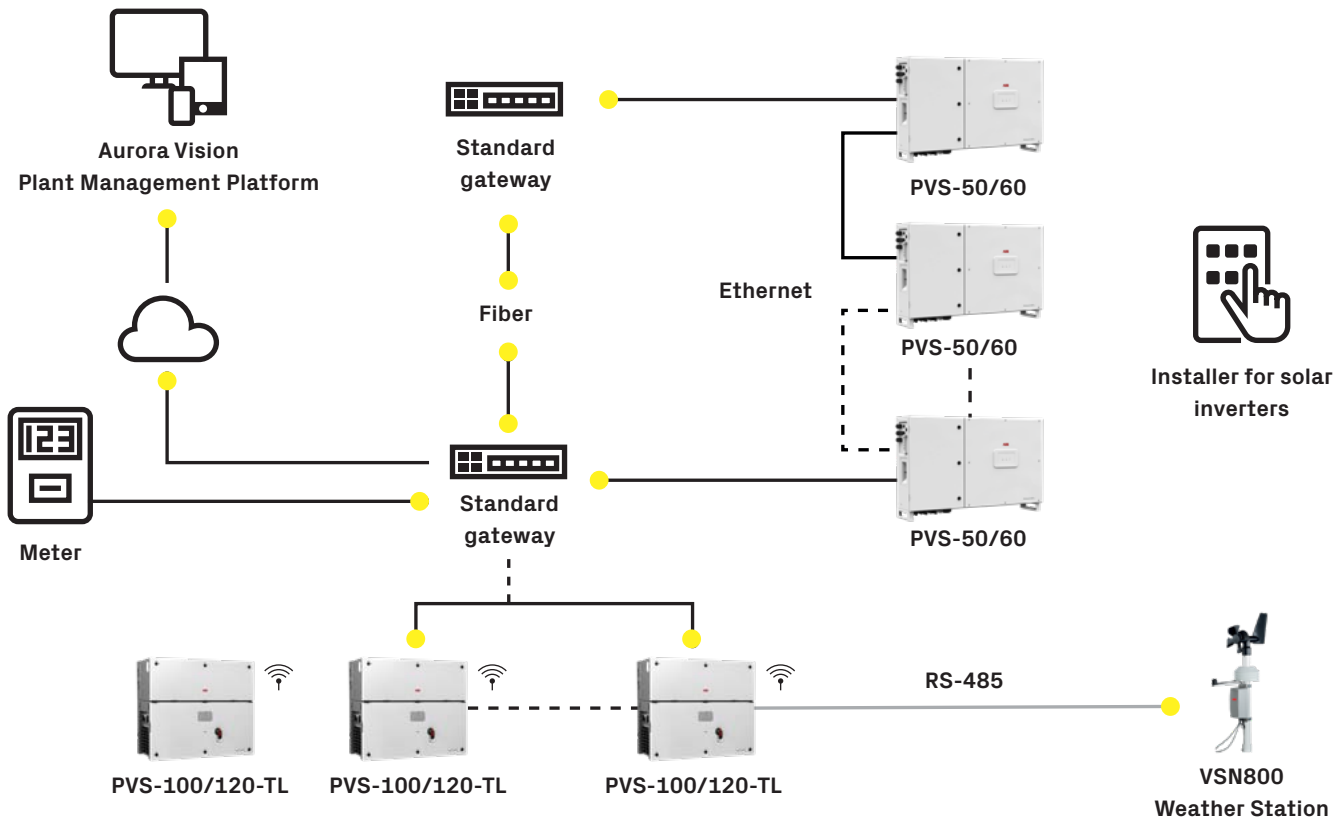 Aurora Vision
Plant Management Platform
Standard
gateway
PVS-50/60
Fiber
Ethernet
PVS-50/60
Installer for solar
inverters
123
Meter
Standard
gateway
PVS-50/60
RS-485
PVS-100/120-TL
PVS-100/120-TL
PVS-100/120-TL
VSN800
Weather Station